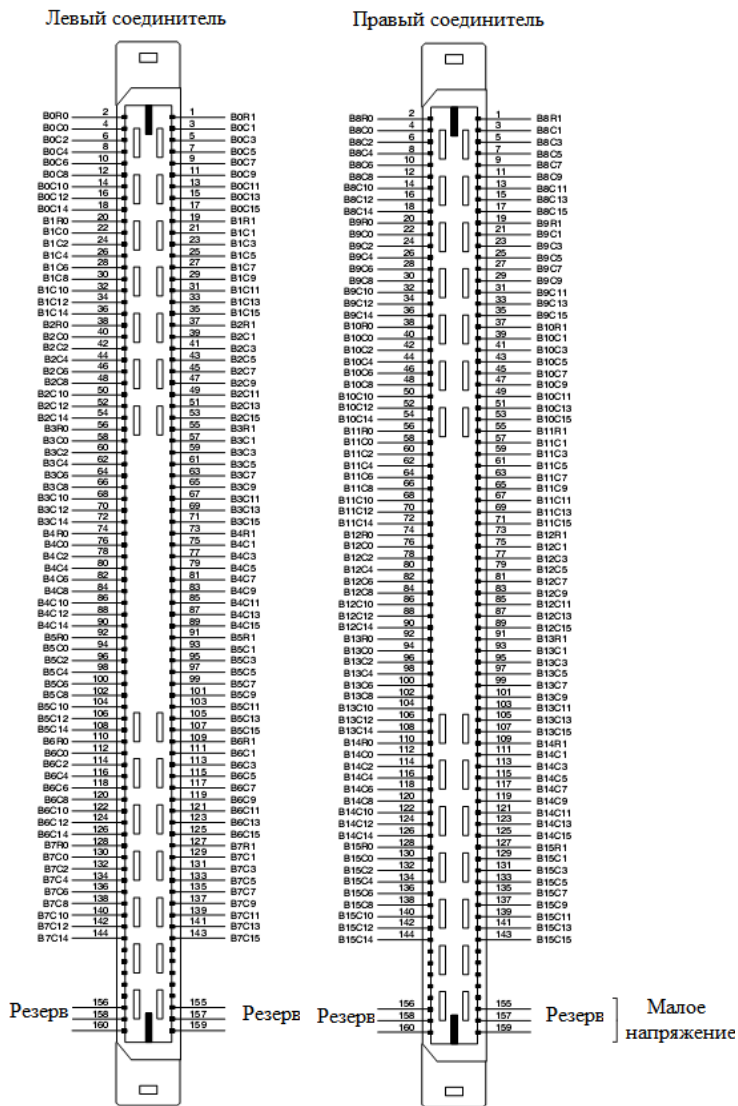 Левый соединитель Правый соединитель
B0R0 2 1 B0R1 B8R0 2 1 B8R1
B0C0 4 3 B0C1 B8C0 4 3 B8C1
B0C2 6 5 B0C3 B8C2 6 5 B8C3
B0C4 8 7 B0C5 B8C4 8 7 B8C5
B0C6 10 9 B0C7 B8C6 10 9 B8C7
B0C8 12 11 B0C9 B8C8 12 11 B8C9
B0C10 14 13 B0C11 B8C10 14 13 B8C11
B0C12 16 15 B0C13 B8C12 16 15 B8C13
B0C14 18 17 B0C15 B8C14 18 17 B8C15
B1R0 20 19 B1R1 B9R0 20 19 B9R1
B1C0 22 21 B1C1 B9C0 22 21 B9C1
B1C2 24 23 B1C3 B9C2 24 23 B9C3
B1C4 26 25 B1C5 B9C4 26 25 B9C5
B1C6 28 27 B1C7 B9C6 28 27 B9C7
B1C8 30 29 B1C9 B9C8 30 29 B9C9
B1C10 32 31 B1C11 B9C10 32 31 B9C11
B1C12 34 33 B1C13 B9C12 34 33 B9C13
B1C14 36 35 B1C15 B9C14 36 35 B9C15
B2R0 38 37 B2R1 B10R0 38 37 B10R1
B2C0 40 39 B2C1 B10C0 40 39 B10C1
B2C2 42 41 B2C3 B10C2 42 41 B10C3
B2C4 44 43 B2C5 B10C4 44 43 B10C5
B2C6 46 45 B2C7 B10C6 46 45 B10C7
B2C8 48 47 B2C9 B10C8 48 47 B10C9
B2C10 50 49 B2C11 B10C10 50 49 B10C11
B2C12 52 51 B2C13 B10C12 52 51 B10C13
B2C14 54 53 B2C15 B10C14 54 53 B10C15
B3R0 56 55 B3R1 B11R0 56 55 B11R1
B3C0 58 57 B3C1 B11C0 58 57 B11C1
B3C2 60 59 B3C3 B11C2 60 59 B11C3
B3C4 62 61 B3C5 B11C4 62 61 B11C5
B3C6 64 63 B3C7 B11C6 64 63 B11C7
B3C8 66 65 B3C9 B11C8 66 65 B11C9
B3C10 68 67 B3C11 B11C10 68 67 B11C11
B3C12 70 69 B3C13 B11C12 70 69 B11C13
B3C14 72 71 B3C15 B11C14 72 71 B11C15
B4R0 74 73 B4R1 B12R0 74 73 B12R1
B4C0 76 75 B4C1 B12C0 76 75 B12C1
B4C2 78 77 B4C3 B12C2 78 77 B12C3
B4C4 80 79 B4C5 B12C4 80 79 B12C5
B4C6 82 81 B4C7 B12C6 82 81 B12C7
B4C8 84 83 B4C9 B12C8 84 83 B12C9
B4C10 86 85 B4C11 B12C10 86 85 B12C11
B4C12 88 87 B4C13 B12C12 88 87 B12C13
B4C14 90 89 B4C15 B12C14 90 89 B12C15
B5R0 92 91 B5R1 B13R0 92 91 B13R1
B5C0 94 93 B5C1 B13C0 94 93 B13C1
B5C2 96 95 B5C3 B13C2 96 95 B13C3
B5C4 98 97 B5C5 B13C4 98 97 B13C5
B5C6 100 99 B5C7 B13C6 100 99 B13C7
B5C8 102 101 B5C9 B13C8 102 101 B13C9
B5C10 104 103 B5C11 B13C10 104 103 B13C11
B5C12 106 105 B5C13 B13C12 106 105 B13C13
B5C14 108 107 B5C15 B13C14 108 107 B13C15
B6R0 110 109 B6R1 B14R0 110 109 B14R1
B6C0 112 111 B6C1 B14C0 112 111 B14C1
B6C2 114 113 B6C3 B14C2 114 113 B14C3
B6C4 116 115 B6C5 B14C4 116 115 B14C5
B6C6 118 117 B6C7 B14C6 118 117 B14C7
B6C8 120 119 B6C9 B14C8 120 119 B14C9
B6C10 122 121 B6C11 B14C10 122 121 B14C11
B6C12 124 123 B6C13 B14C12 124 123 B14C13
B6C14 126 125 B6C15 B14C14 126 125 B14C15
B7R0 128 127 B7R1 B15R0 128 127 B15R1
B7C0 130 129 B7C1 B15C0 130 129 B15C1
B7C2 132 131 B7C3 B15C2 132 131 B15C3
B7C4 134 133 B7C5 B15C4 134 133 B15C5
B7C6 136 135 B7C7 B15C6 136 135 B15C7
B7C8 138 137 B7C9 B15C8 138 137 B15C9
B7C10 140 139 B7C11 B15C10 140 139 B15C11
B7C12 142 141 B7C13 B15C12 142 141 B15C13
B7C14 144 143 B7C15 B15C14 144 143 B15C15
156 155 156 155
Резерв 158 157 Резерв Резерв 158 157 Резерв Малое
160 159 160 159 напряжение